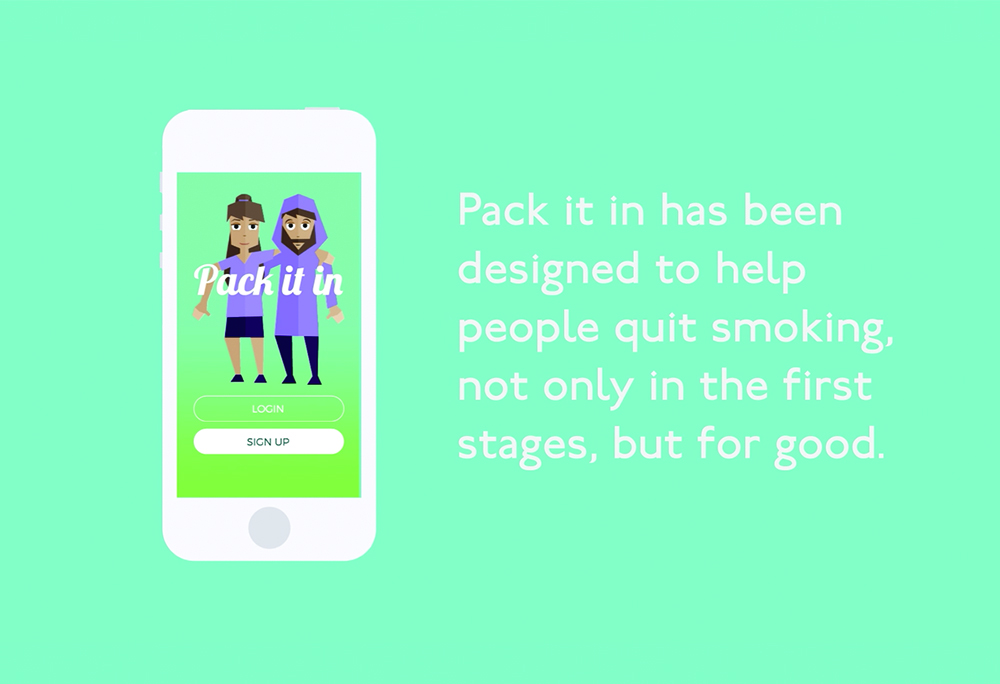 Pack it in
LOGIN
SIGN UP
Pack it in has been
designed to help
people quit smoking,
not only in the first
stages, but for good.